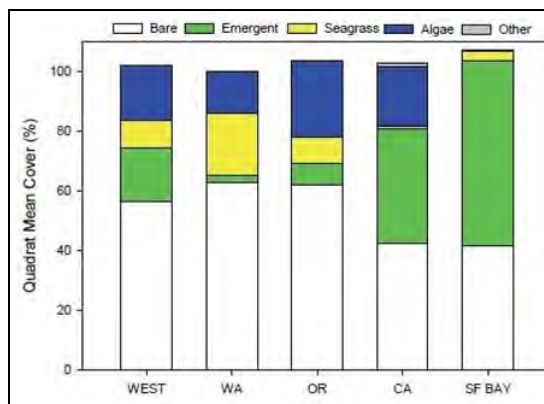 Bare Emergent Seagrass Algae Other
Quadrat Mean Cover (%)
100
80
60
40
20
0
WEST WA OR CA SF BAY